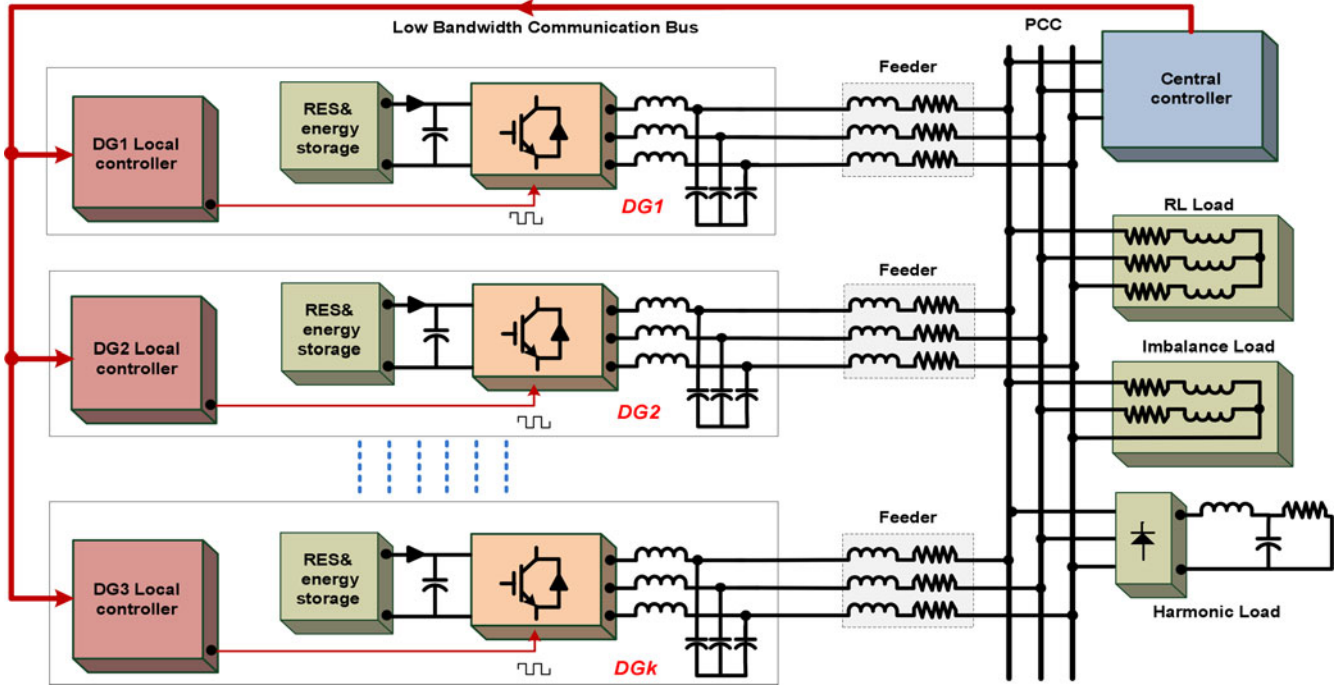 Low Bandwidth Communication Bus
PCC
Central
controller
Feeder
DG1 Local
controller
RES&
energy
storage
DG1
RL Load
Feeder
DG2 Local
controller
RES&
energy
storage
DG2
Imbalance Load
Feeder
DG3 Local
controller
RES&
energy
storage
DGk
Harmonic Load